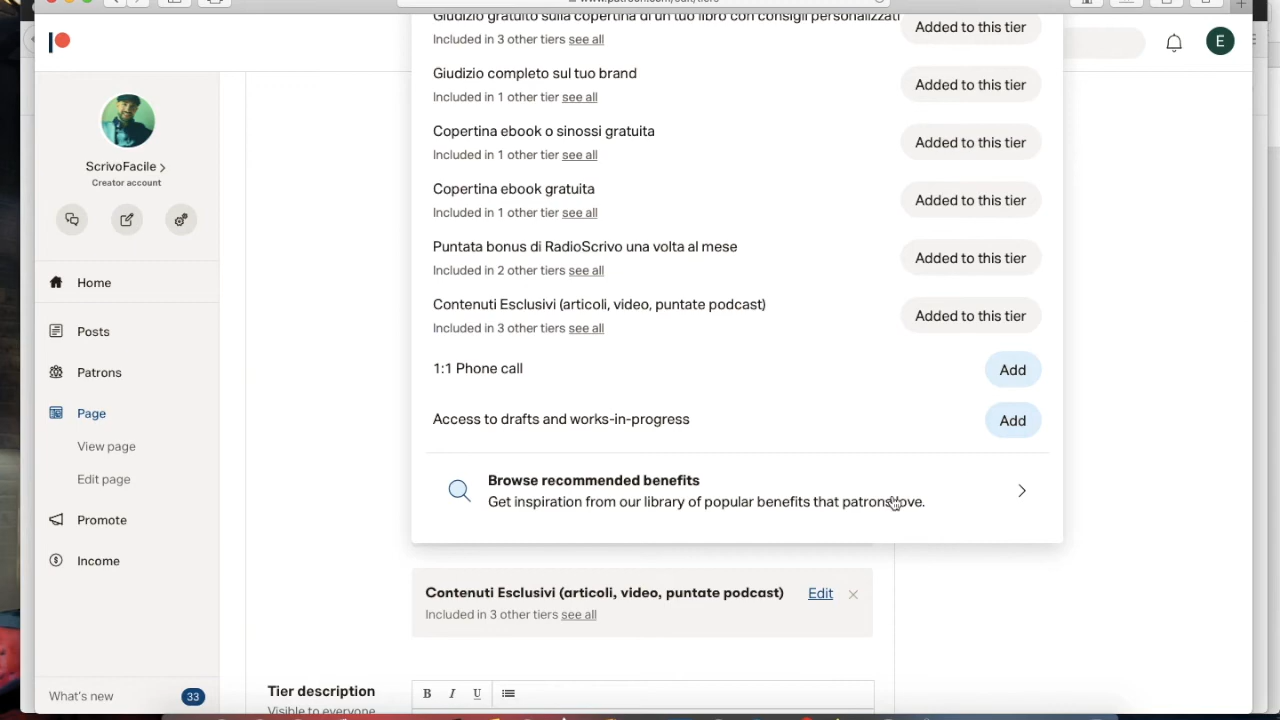 Giudizio gratuito sulla copertina di un tuo libro con consigli personalizzati
Included in 3 other tiers see all
Added to this tier
Giudizio completo sul tuo brand
Included in 1 other tier see all
Added to this tier
Copertina ebook o sinossi gratuita
Included in 1 other tier see all
Added to this tier
Copertina ebook gratuita
Included in 1 other tier see all
Added to this tier
Puntata bonus di RadioScrivo una volta al mese
Included in 2 other tiers see all
Added to this tier
Contenuti Esclusivi (articoli, video, puntate podcast)
Included in 3 other tiers see all
Added to this tier
1:1 Phone call
Add
Access to drafts and works-in-progress
Add
Browse recommended benefits
Get inspiration from our library of popular benefits that patrons love.
Contenuti Esclusivi (articoli, video, puntate podcast)
Edit
Included in 3 other tiers see all
Tier description
Visible to everyone
B I U
E
ScrivoFacile
Creator account
Home
Posts
Patrons
Page
View page
Edit page
Promote
Income
What's new
33